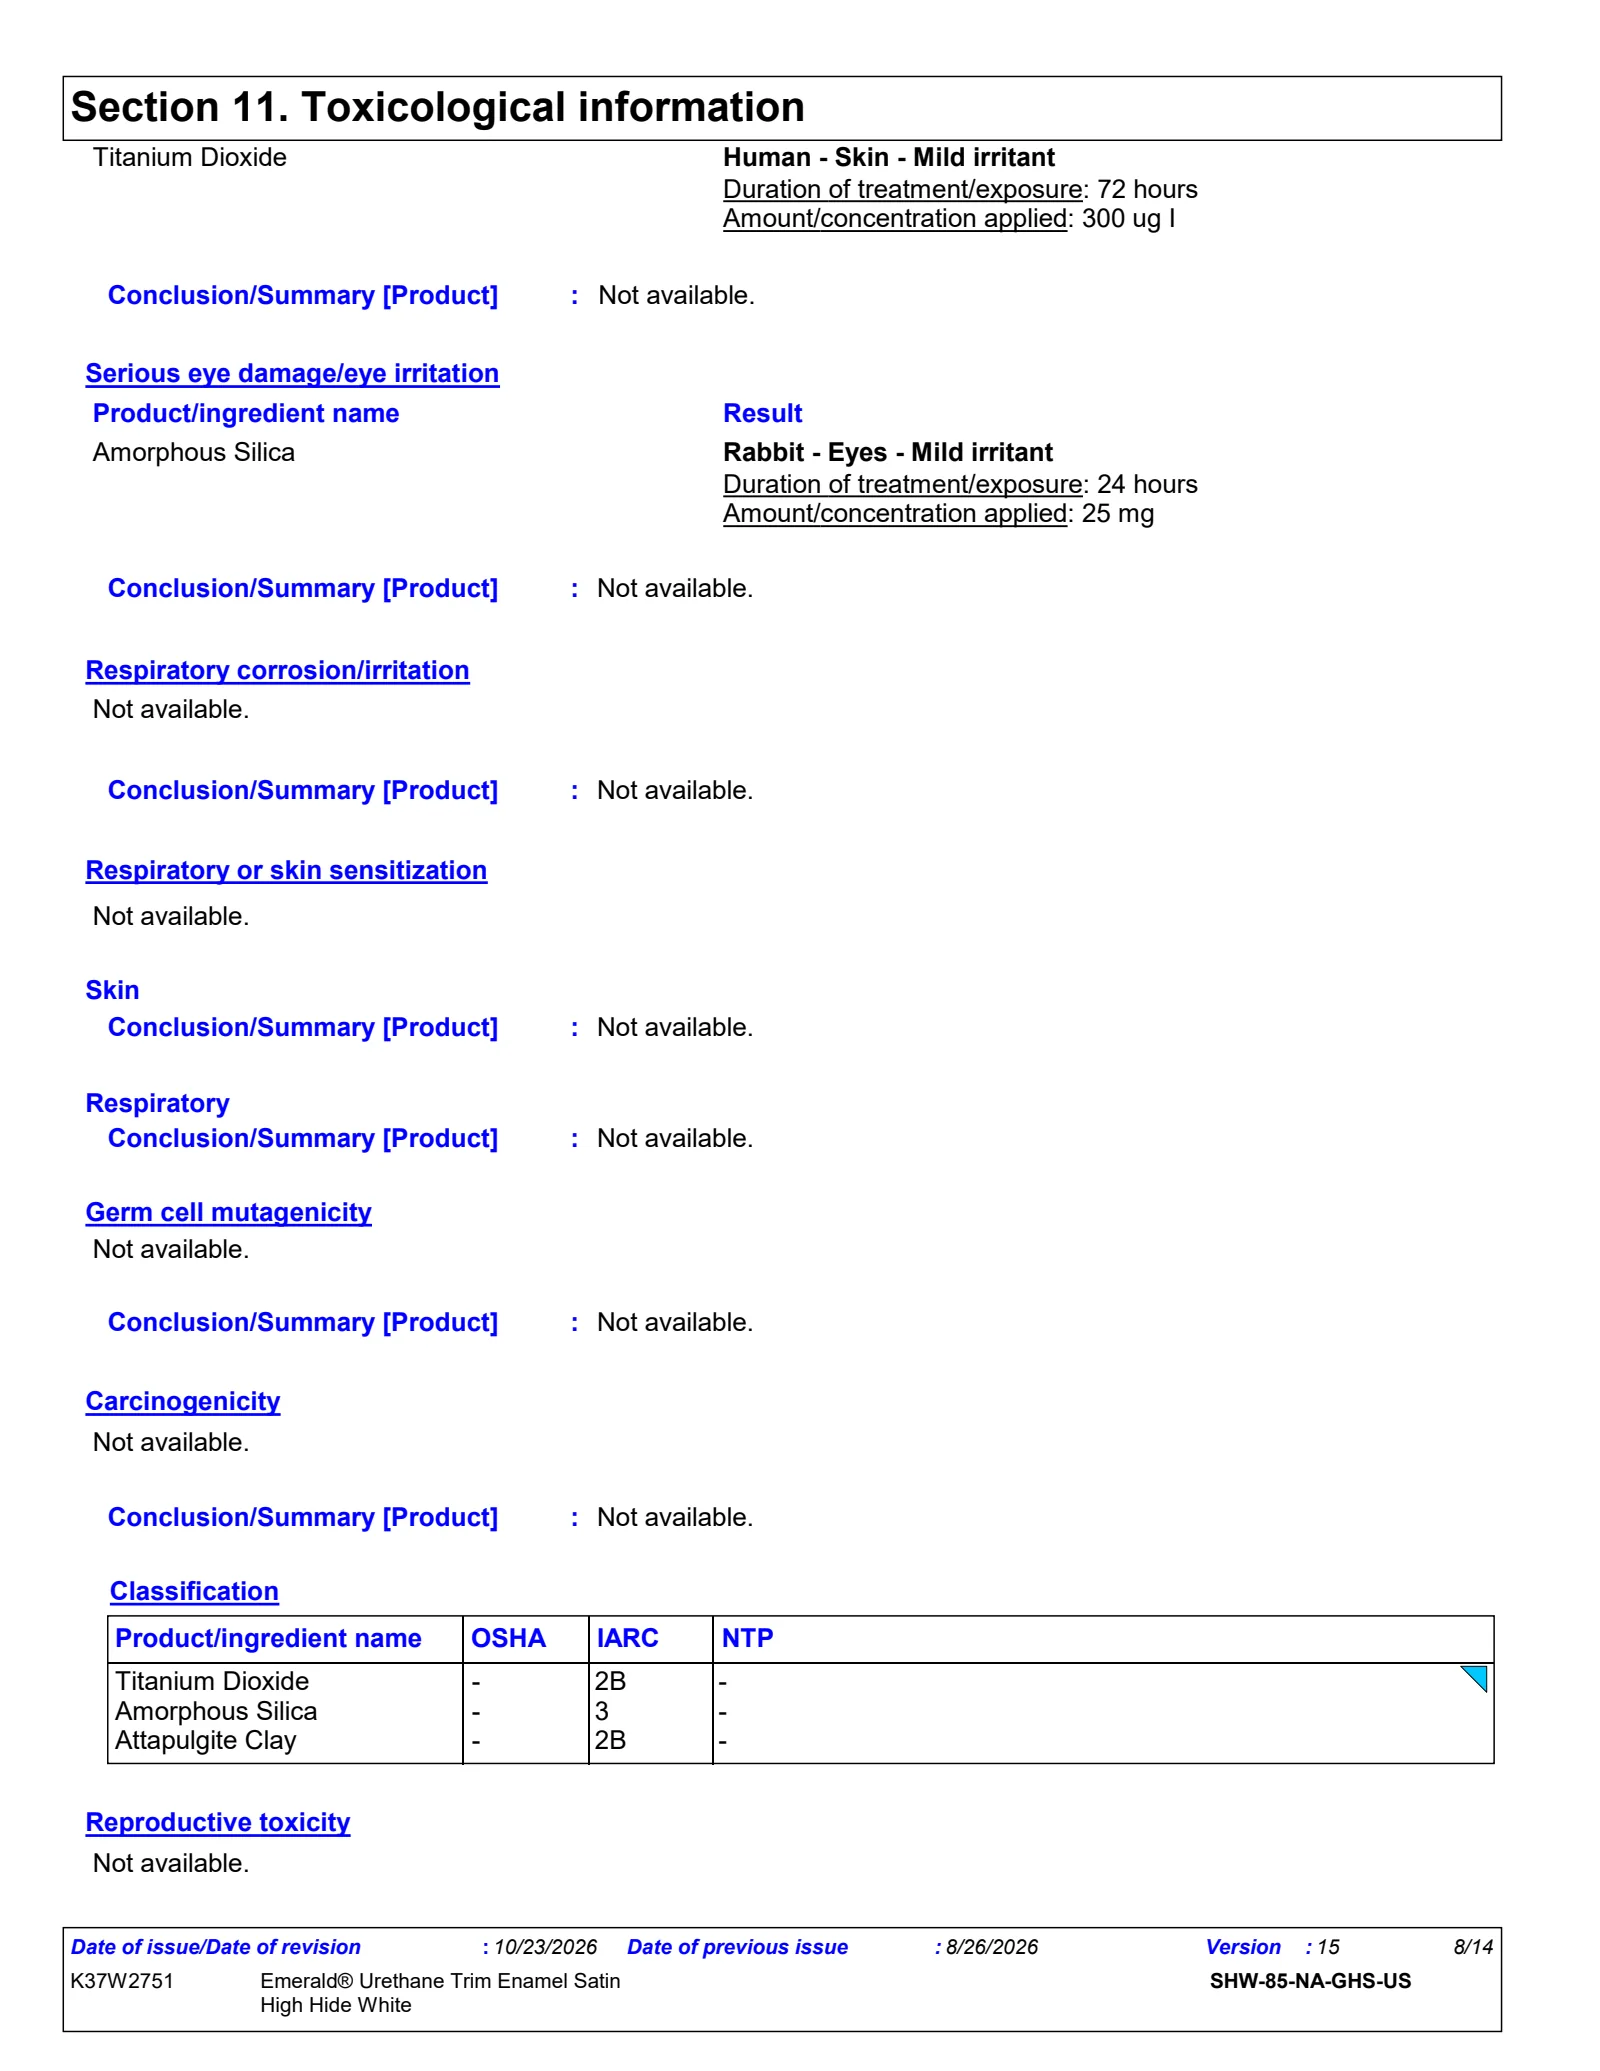 Section 11. Toxicological information
Titanium Dioxide Human - Skin - Mild irritant
Duration of treatment/exposure: 72 hours
Amount/concentration applied: 300 ug I
Conclusion/Summary [Product] : Not available.
Serious eye damage/eye irritation
Product/ingredient name Result
Amorphous Silica Rabbit - Eyes - Mild irritant
Duration of treatment/exposure: 24 hours
Amount/concentration applied: 25 mg
Conclusion/Summary [Product] : Not available.
Respiratory corrosion/irritation
Not available.
Conclusion/Summary [Product] : Not available.
Respiratory or skin sensitization
Not available.
Skin
Conclusion/Summary [Product] : Not available.
Respiratory
Conclusion/Summary [Product] : Not available.
Germ cell mutagenicity
Not available.
Conclusion/Summary [Product] : Not available.
Carcinogenicity
Not available.
Conclusion/Summary [Product] : Not available.
Classification
Product/ingredient name OSHA IARC NTP
Titanium Dioxide - 2B -
Amorphous Silica - 3 -
Attapulgite Clay - 2B -
Reproductive toxicity
Not available.
Date of issue/Date of revision : 10/23/2026 Date of previous issue : 8/26/2026 Version : 15 8/14
K37W2751 Emerald® Urethane Trim Enamel Satin SHW-85-NA-GHS-US
High Hide White